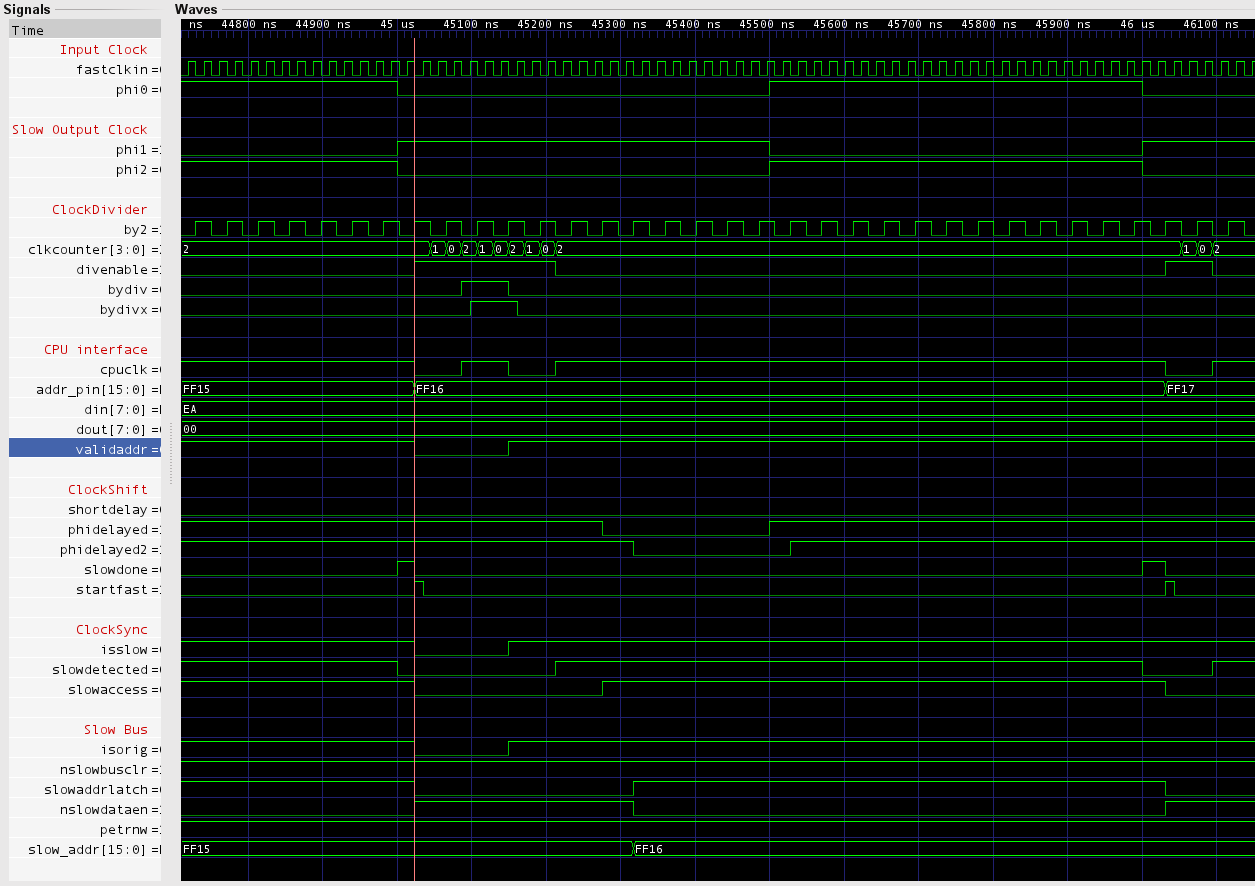 Signals Waves
Time ns 44800 ns 44900 ns 45 us 45100 ns 45200 ns 45300 ns 45400 ns 45500 ns 45600 ns 45700 ns 45800 ns 45900 ns 46 us 46100 ns
Input Clock
fastclkin =
phi0 =
Slow Output Clock
phi1 =
phi2 =
ClockDivider
by2 =
clkcounter[3:0] = 2 1 0 2 1 0 2 1 0 2 1 0 2
divenable =
bydiv =
bydivx =
CPU interface
cpuclk =
addr_pin[15:0] = FF15 FF16 FF17
din[7:0] = EA
dout[7:0] = 00
validaddr =
ClockShift
shortdelay =
phidelayed =
phidelayed2 =
slowdone =
startfast =
ClockSync
isslow =
slowdetected =
slowaccess =
Slow Bus
isorig =
nslowbusclr =
slowaddrlatch =
nslowdataen =
petrnw =
slow_addr[15:0] = FF15 FF16